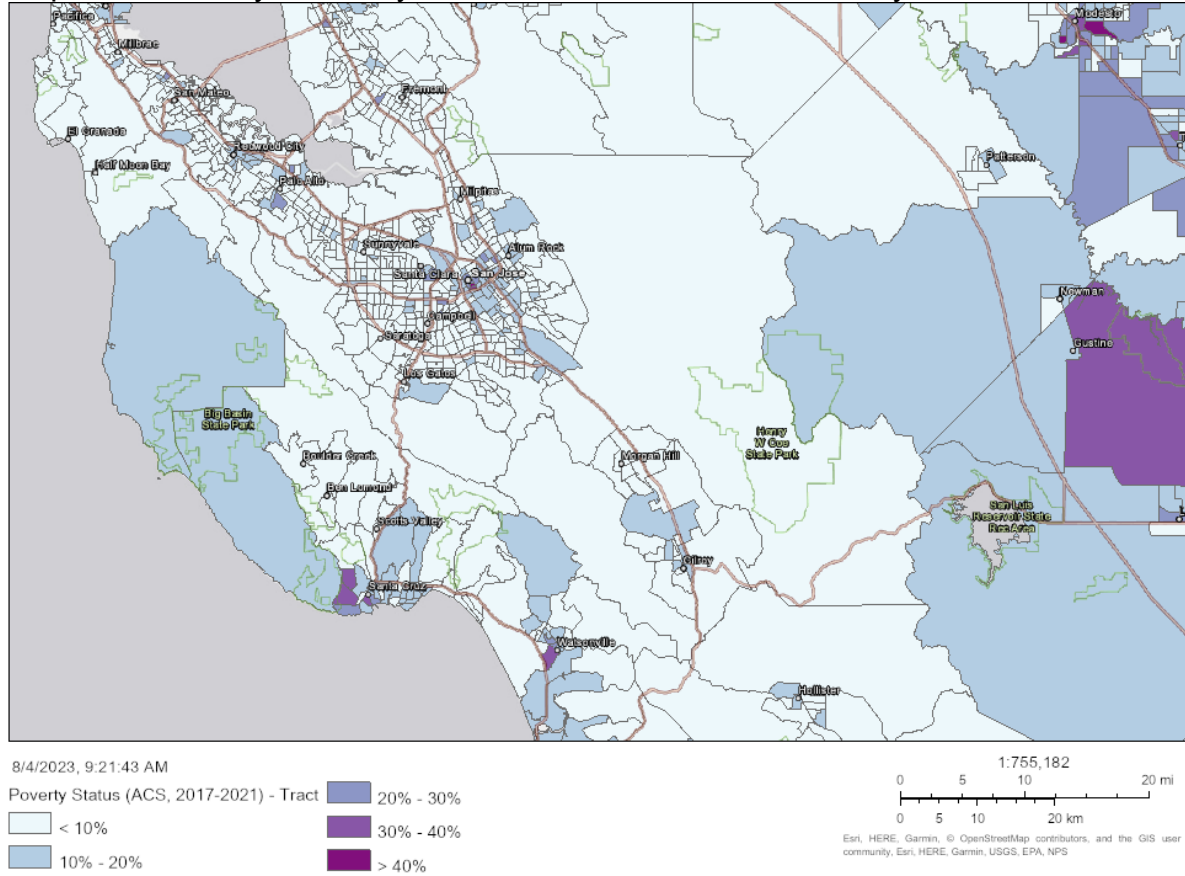 Pacifica
Modesto
Millbrae
San Mateo
Fremont
El Granada
Redwood City
Half Moon Bay
Palo Alto
Patterson
Milpitas
Sunnyvale
Alum Rock
Santa Clara
San Jose
Newman
Campbell
Saratoga
Gustine
Los Gatos
Big Basin
State Park
Henry
W Coe
State Park
Boulder Creek
Morgan Hill
Ben Lomond
San Luis
Reservoir State
Rec Area
Scotts Valley
Gilroy
Santa Cruz
Watsonville
Hollister
8/4/2023, 9:21:43 AM
Poverty Status (ACS, 2017-2021) - Tract
< 10%
10% - 20%
20% - 30%
30% - 40%
> 40%
1:755,182
0 5 10 20 mi
0 5 10 20 km
Esri, HERE, Garmin, © OpenStreetMap contributors, and the GIS user
community, Esri, HERE, Garmin, USGS, EPA, NPS